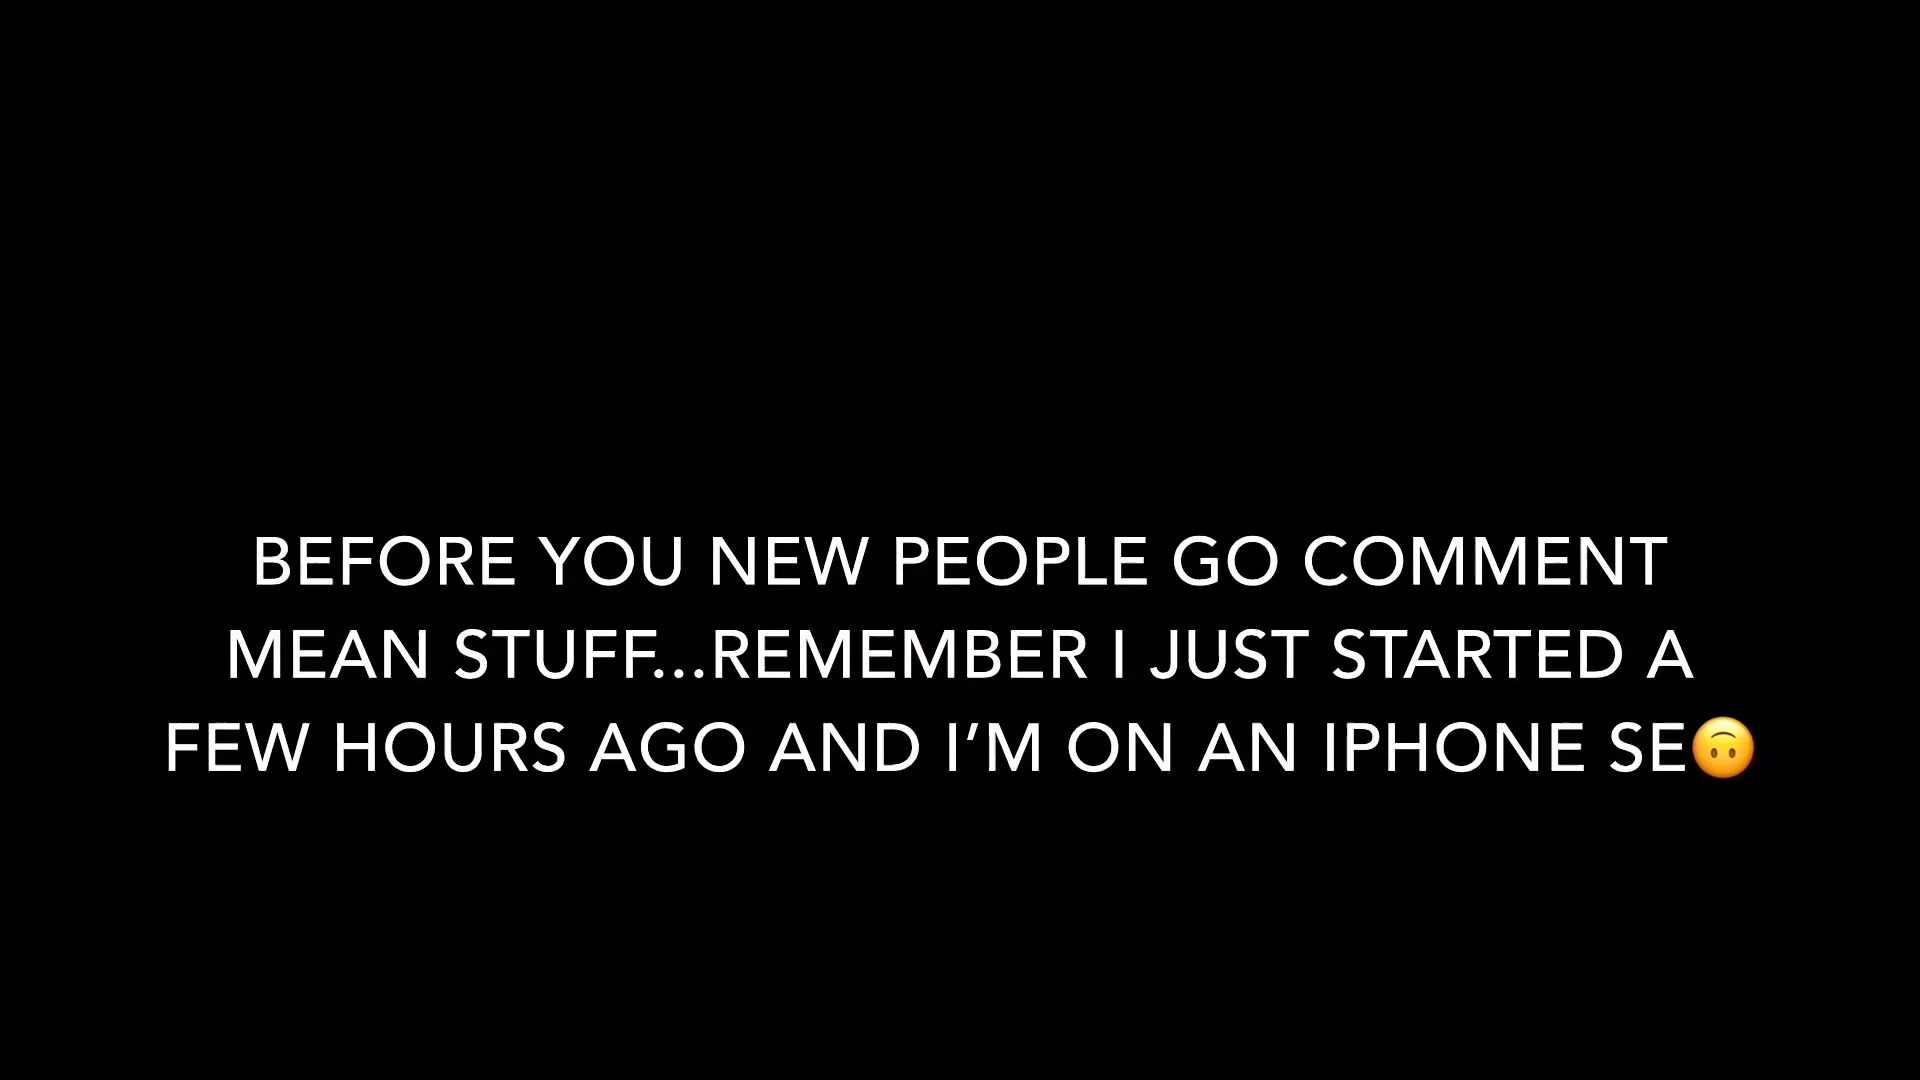 BEFORE YOU NEW PEOPLE GO COMMENT
MEAN STUFF...REMEMBER I JUST STARTED A
FEW HOURS AGO AND I’M ON AN IPHONE SE🙃